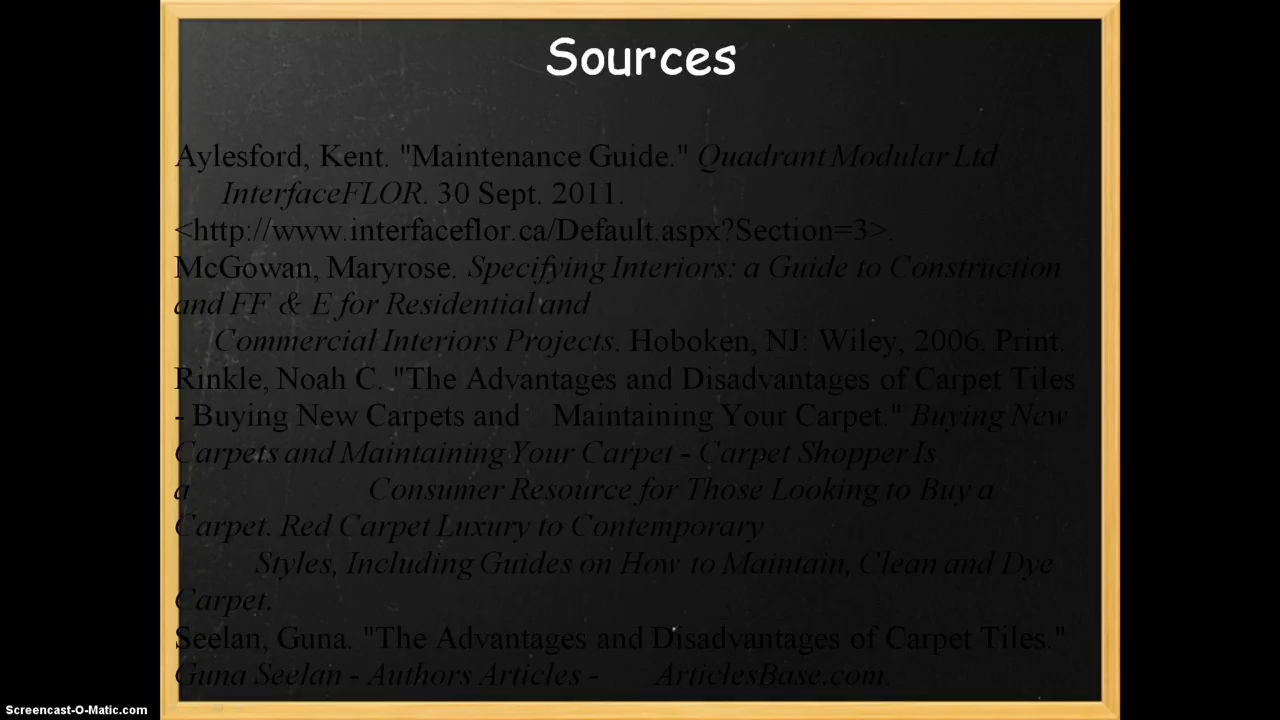 Sources
Aylesford, Kent. "Maintenance Guide." Quadrant Modular Ltd
InterfaceFLOR. 30 Sept. 2011.
<http://www.interfaceflor.ca/Default.aspx?Section=3>.
McGowan, Maryrose. Specifying Interiors: a Guide to Construction
and FF & E for Residential and
Commercial Interiors Projects. Hoboken, NJ: Wiley, 2006. Print.
Rinkle, Noah C. "The Advantages and Disadvantages of Carpet Tiles
- Buying New Carpets and Maintaining Your Carpet." Buying New
Carpets and Maintaining Your Carpet - Carpet Shopper Is
a Consumer Resource for Those Looking to Buy a
Carpet. Red Carpet Luxury to Contemporary
Styles, Including Guides on How to Maintain, Clean and Dye
Carpet.
Seelan, Guna. "The Advantages and Disadvantages of Carpet Tiles."
Guna Seelan - Authors Articles - ArticlesBase.com.
Screencast-O-Matic.com